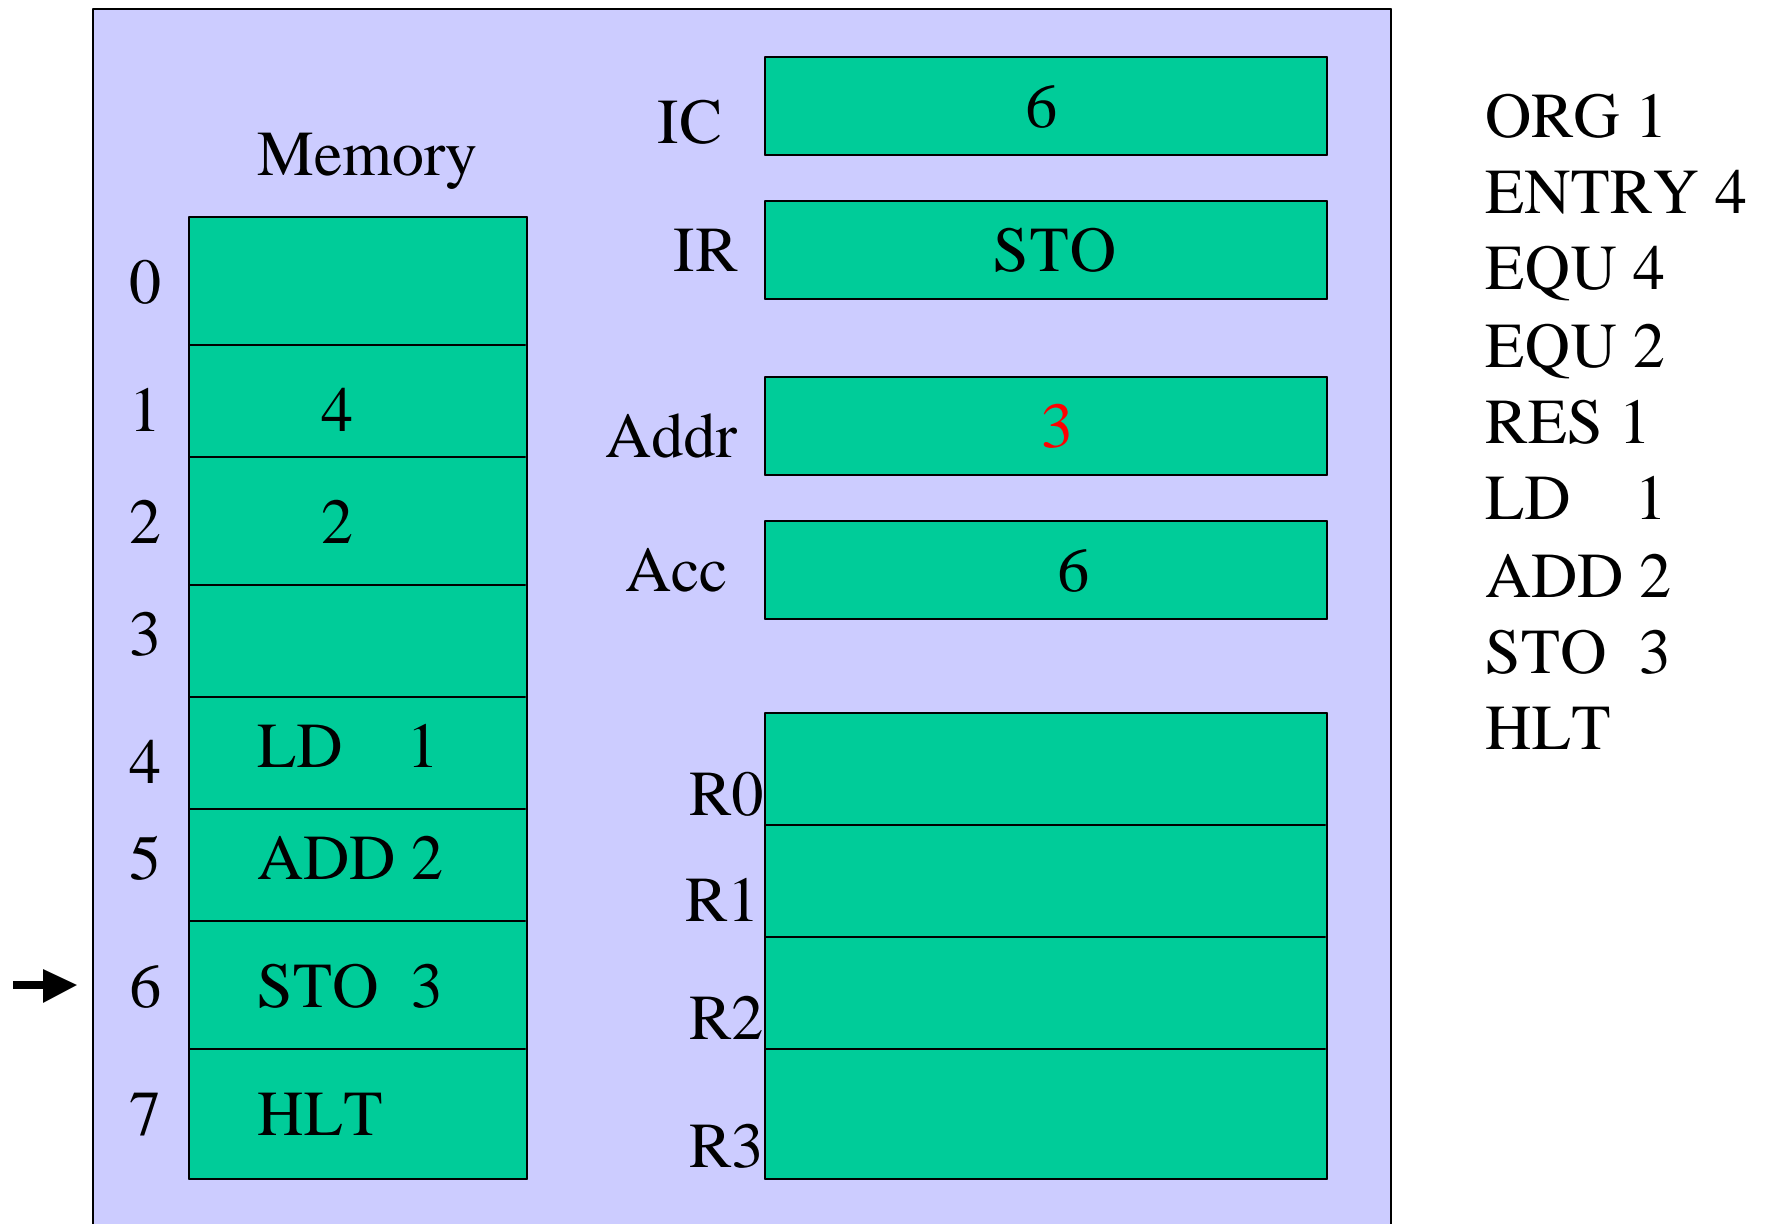 Memory
0
1 4
2 2
3
4 LD 1
5 ADD 2
6 STO 3
7 HLT
IC 6
IR STO
Addr 3
Acc 6
R0
R1
R2
R3
ORG 1
ENTRY 4
EQU 4
EQU 2
RES 1
LD 1
ADD 2
STO 3
HLT